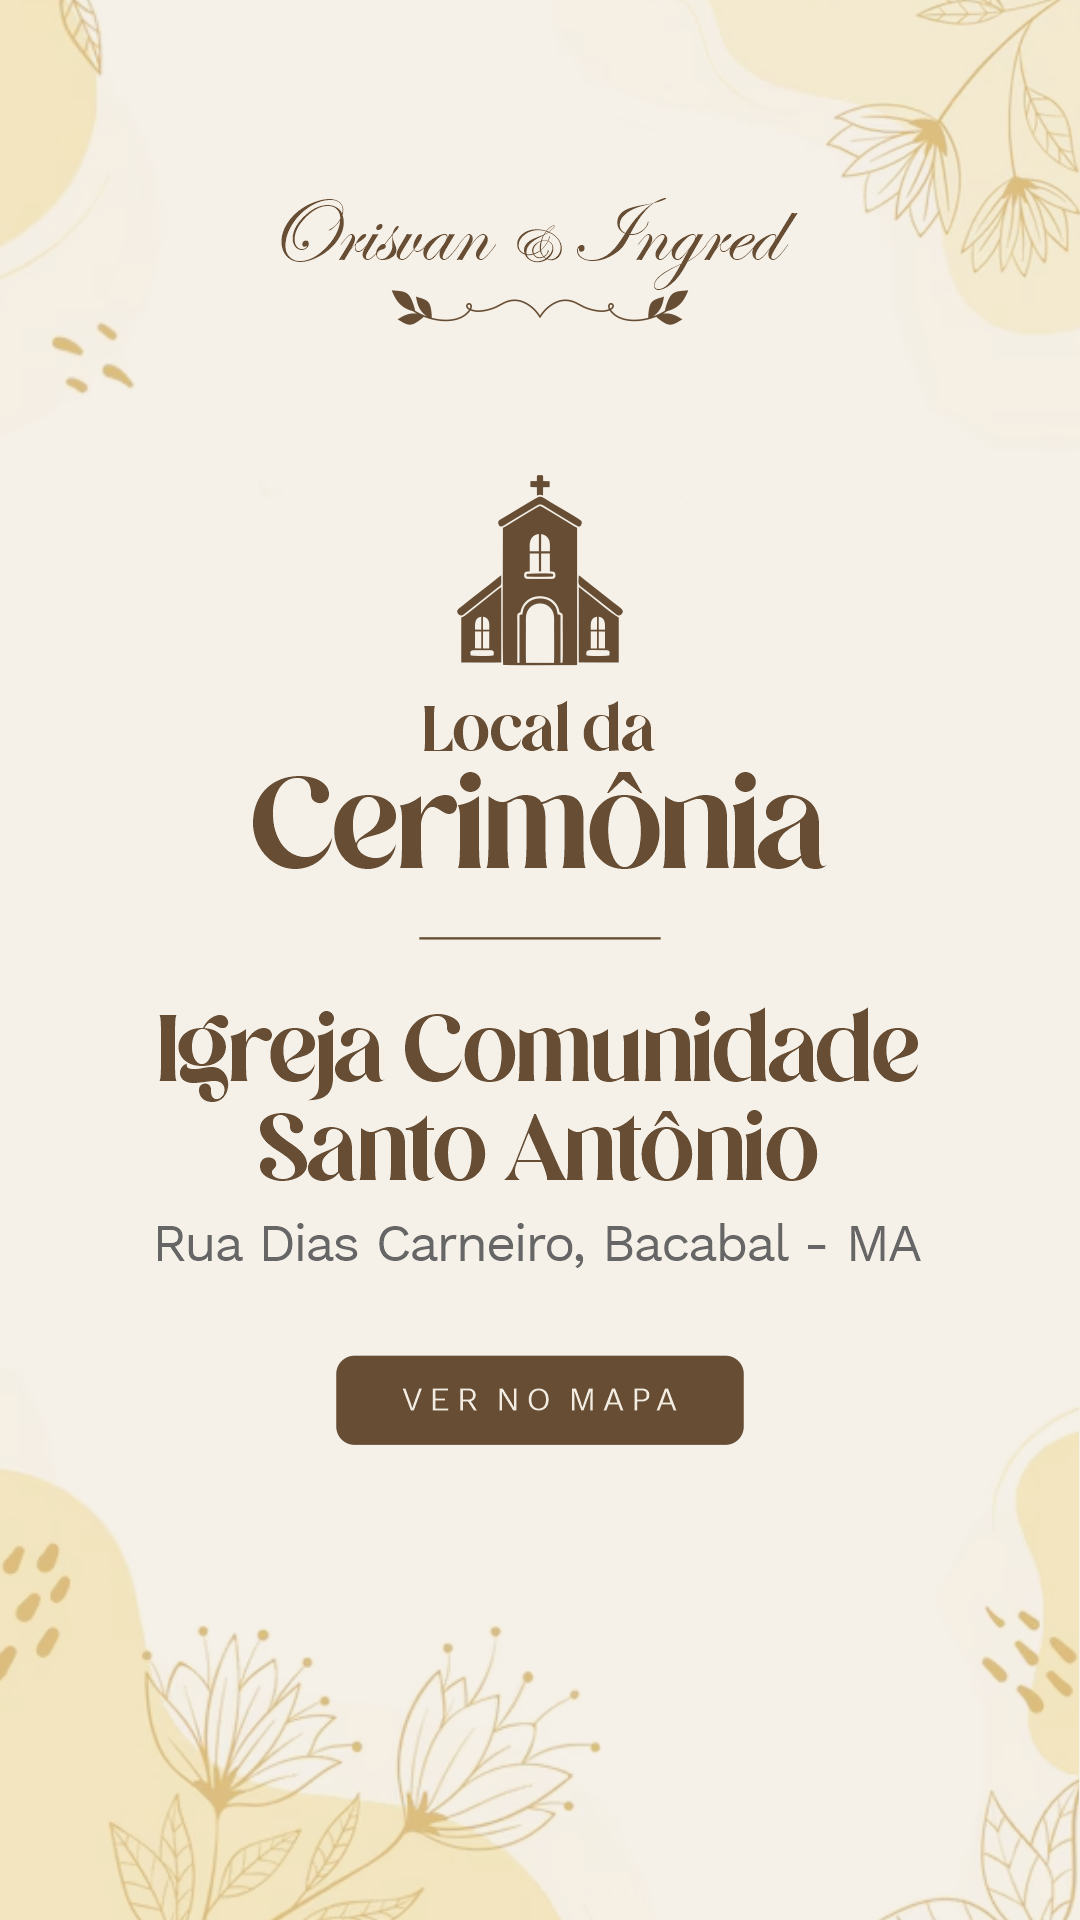 Orisvan & Ingred
Local da
Cerimônia
Igreja Comunidade
Santo Antônio
Rua Dias Carneiro, Bacabal - MA
VER NO MAPA